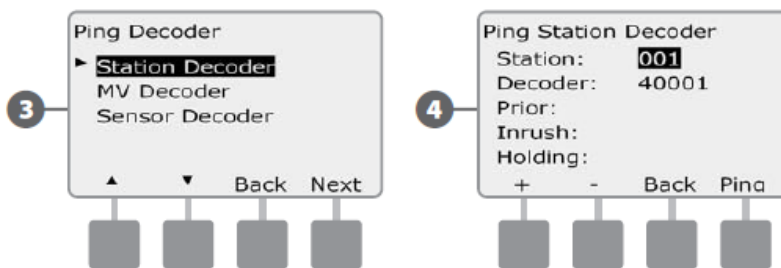 3
Ping Decoder
► Station Decoder
MV Decoder
Sensor Decoder
▲ ▼ Back Next
4
Ping Station Decoder
Station: 001
Decoder: 40001
Prior:
Inrush:
Holding:
+ - Back Ping